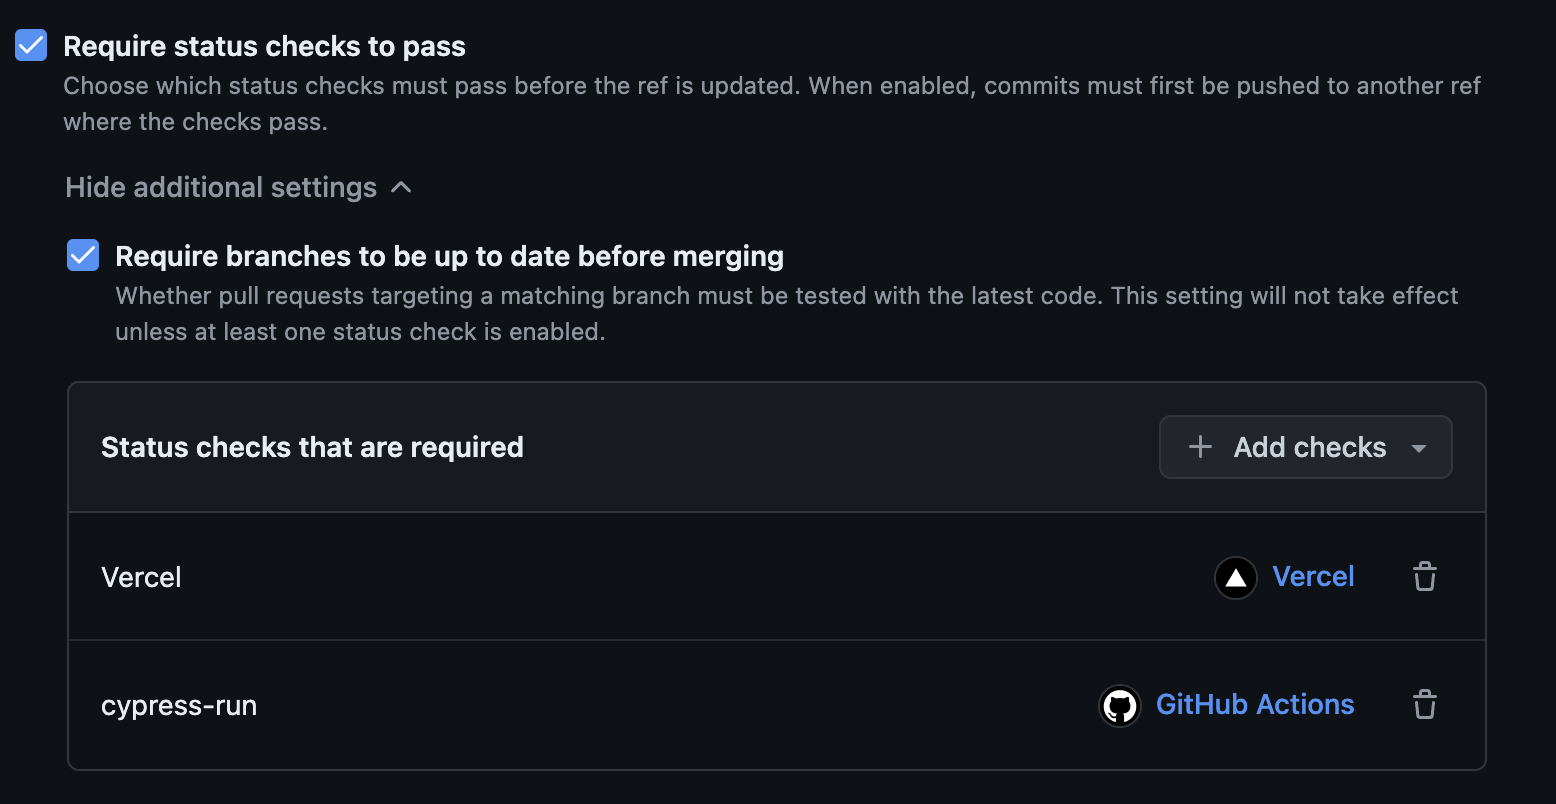 Require status checks to pass
Choose which status checks must pass before the ref is updated. When enabled, commits must first be pushed to another ref
where the checks pass.
Hide additional settings
Require branches to be up to date before merging
Whether pull requests targeting a matching branch must be tested with the latest code. This setting will not take effect
unless at least one status check is enabled.
Status checks that are required
Add checks
Vercel
Vercel
cypress-run
GitHub Actions